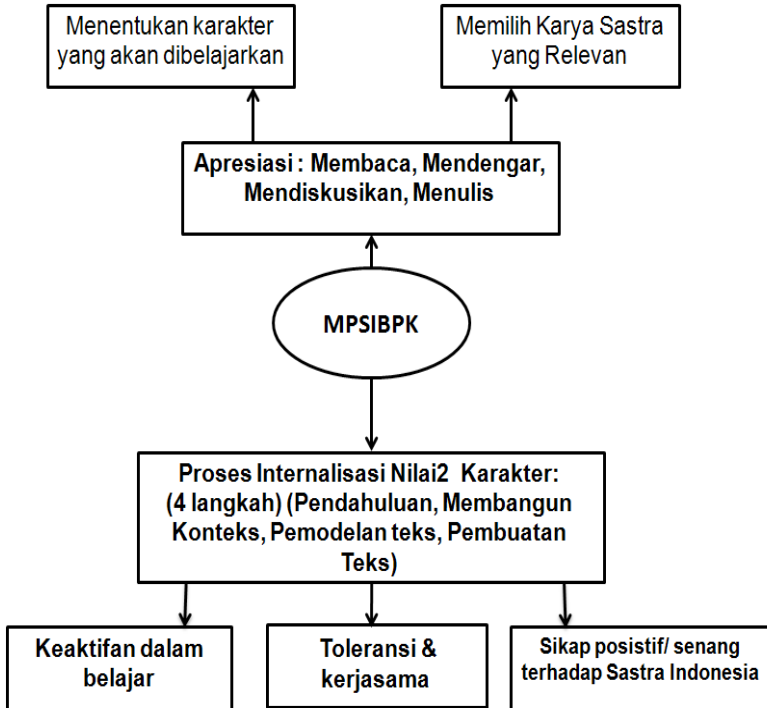 Menentukan karakter
yang akan dibelajarkan
Memilih Karya Sastra
yang Relevan
Apresiasi : Membaca, Mendengar,
Mendiskusikan, Menulis
MPSIBPK
Proses Internalisasi Nilai2 Karakter:
(4 langkah) (Pendahuluan, Membangun
Konteks, Pemodelan teks, Pembuatan
Teks)
Keaktifan dalam
belajar
Toleransi &
kerjasama
Sikap posistif/ senang
terhadap Sastra Indonesia